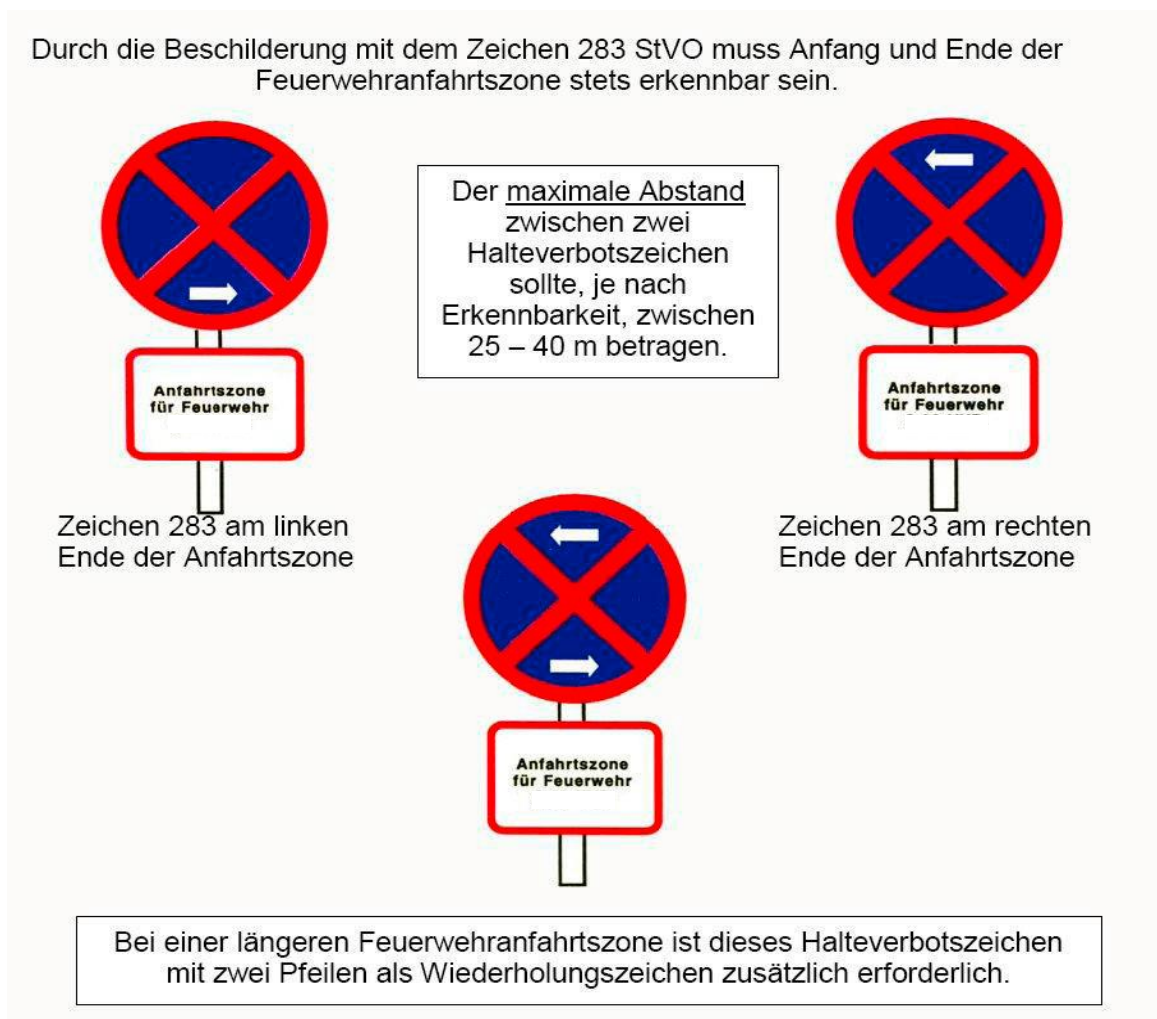 Durch die Beschilderung mit dem Zeichen 283 StVO muss Anfang und Ende der
Feuerwehranfahrtszone stets erkennbar sein.
Der maximale Abstand
zwischen zwei
Halteverbotszeichen
sollte, je nach
Erkennbarkeit, zwischen
25 – 40 m betragen.
Anfahrtszone
für Feuerwehr
Anfahrtszone
für Feuerwehr
Zeichen 283 am linken
Ende der Anfahrtszone
Zeichen 283 am rechten
Ende der Anfahrtszone
Anfahrtszone
für Feuerwehr
Bei einer längeren Feuerwehranfahrtszone ist dieses Halteverbotszeichen
mit zwei Pfeilen als Wiederholungszeichen zusätzlich erforderlich.